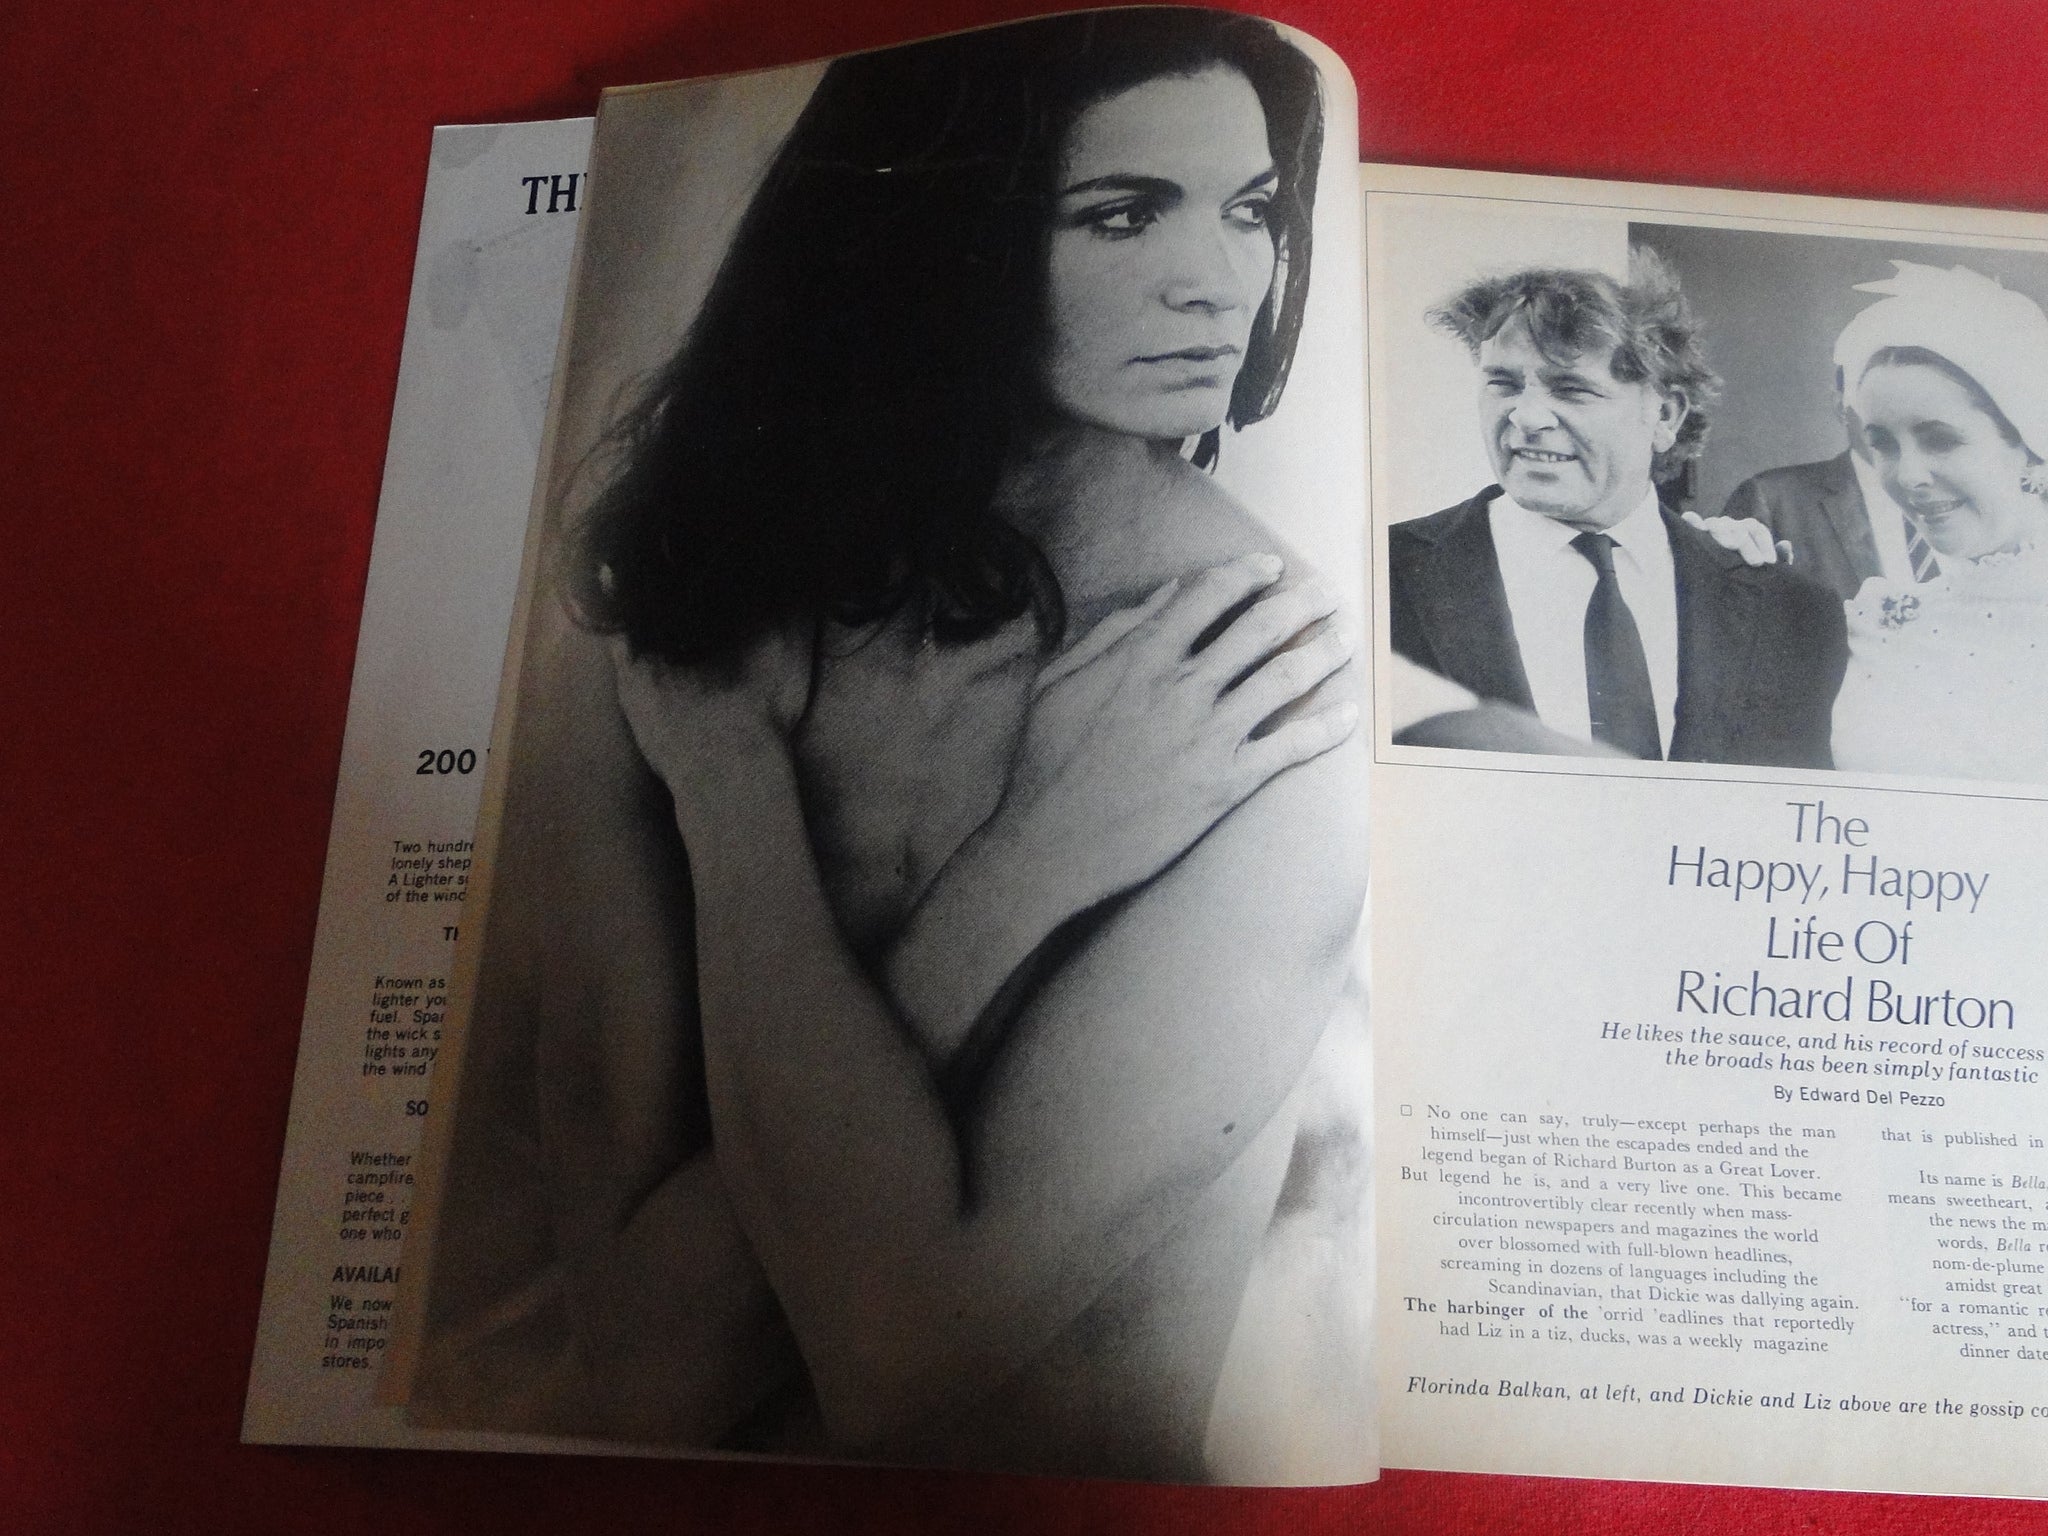 TH
200
Two hundre
lonely shep
A Lighter s
of the wind
Known as
lighter you
fuel. Spar
the wick s
lights any
the wind
SO
Whether
campfire,
piece . .
perfect g
one who
AVAILA
We now
Spanish
in impo
stores.
The
Happy, Happy
Life Of
Richard Burton
He likes the sauce, and his record of success
the broads has been simply fantastic
By Edward Del Pezzo
No one can say, truly—except perhaps the man
himself—just when the escapades ended and the
legend began of Richard Burton as a Great Lover.
But legend he is, and a very live one. This became
incontrovertibly clear recently when mass-
circulation newspapers and magazines the world
over blossomed with full-blown headlines,
screaming in dozens of languages including the
Scandinavian, that Dickie was dallying again.
The harbinger of the 'orrid 'eadlines that reportedly
had Liz in a tiz, ducks, was a weekly magazine
that is published in
Its name is Bella,
means sweetheart,
the news the m
words, Bella r
nom-de-plume
amidst great
"for a romantic r
actress," and t
dinner date
Florinda Balkan, at left, and Dickie and Liz above are the gossip co